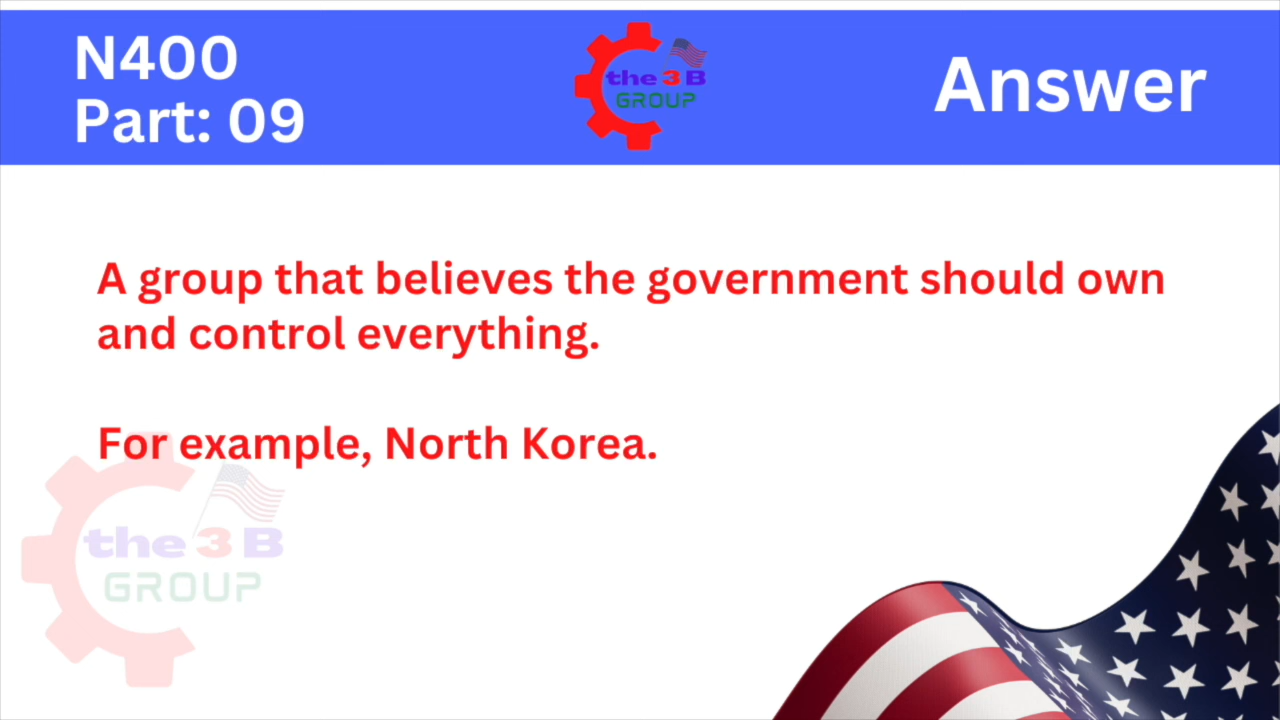 N400
Part: 09
the 3 B
GROUP
Answer
A group that believes the government should own
and control everything.
For example, North Korea.
the 3 B
GROUP